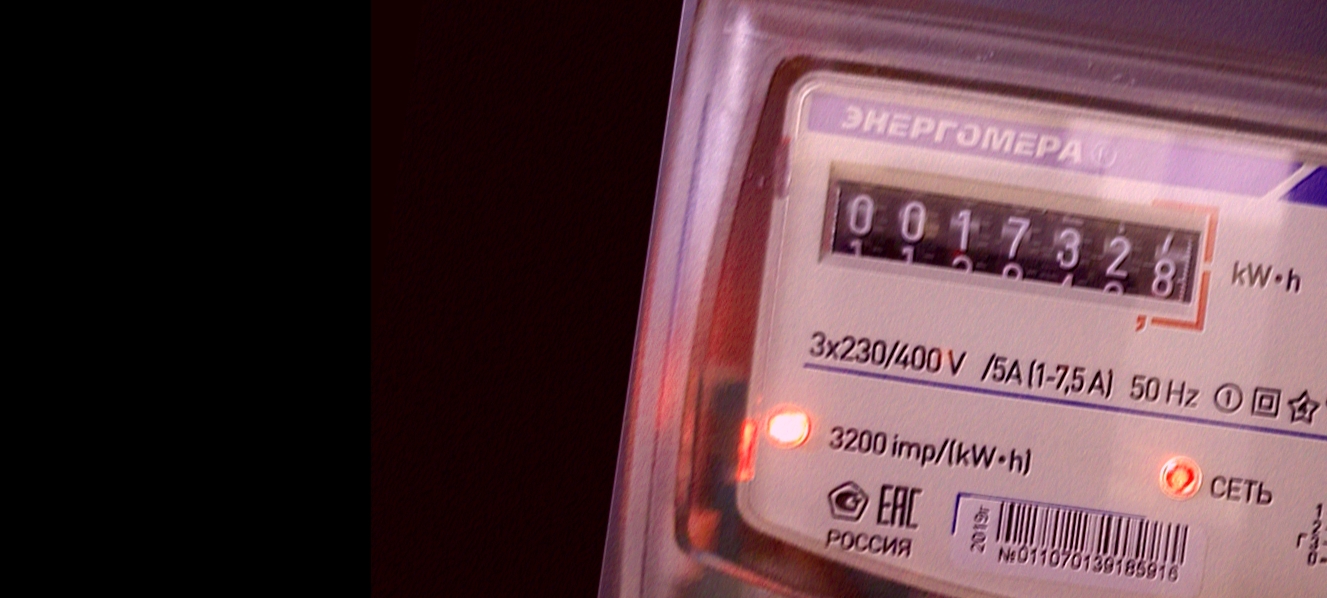 ЭНЕРГОМЕРА
0017328
kW•h
3x230/400 V /5A (1-7,5 A) 50 Hz
3200 imp/(kW•h)
СЕТЬ
ЕАС
РОССИЯ
2019г
№011070139185916